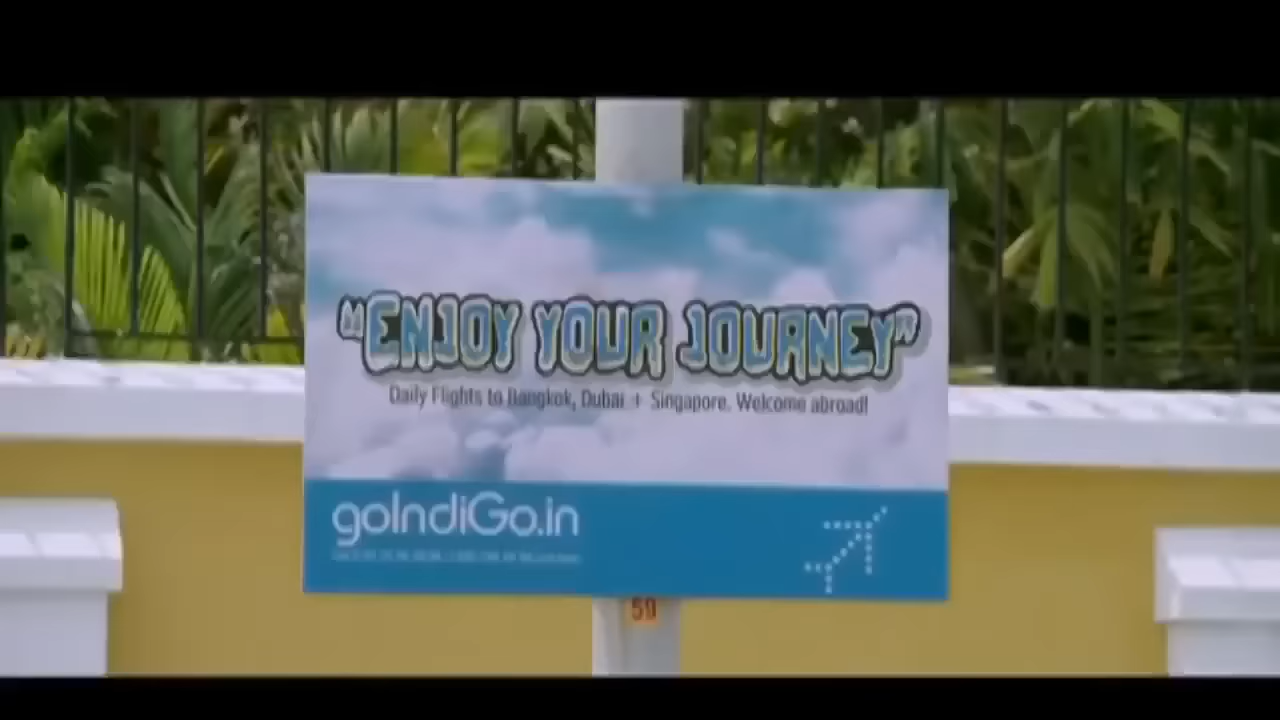 "ENJOY YOUR JOURNEY"
Daily Flights to Bangkok, Dubai + Singapore. Welcome abroad!
goIndiGo.in
59